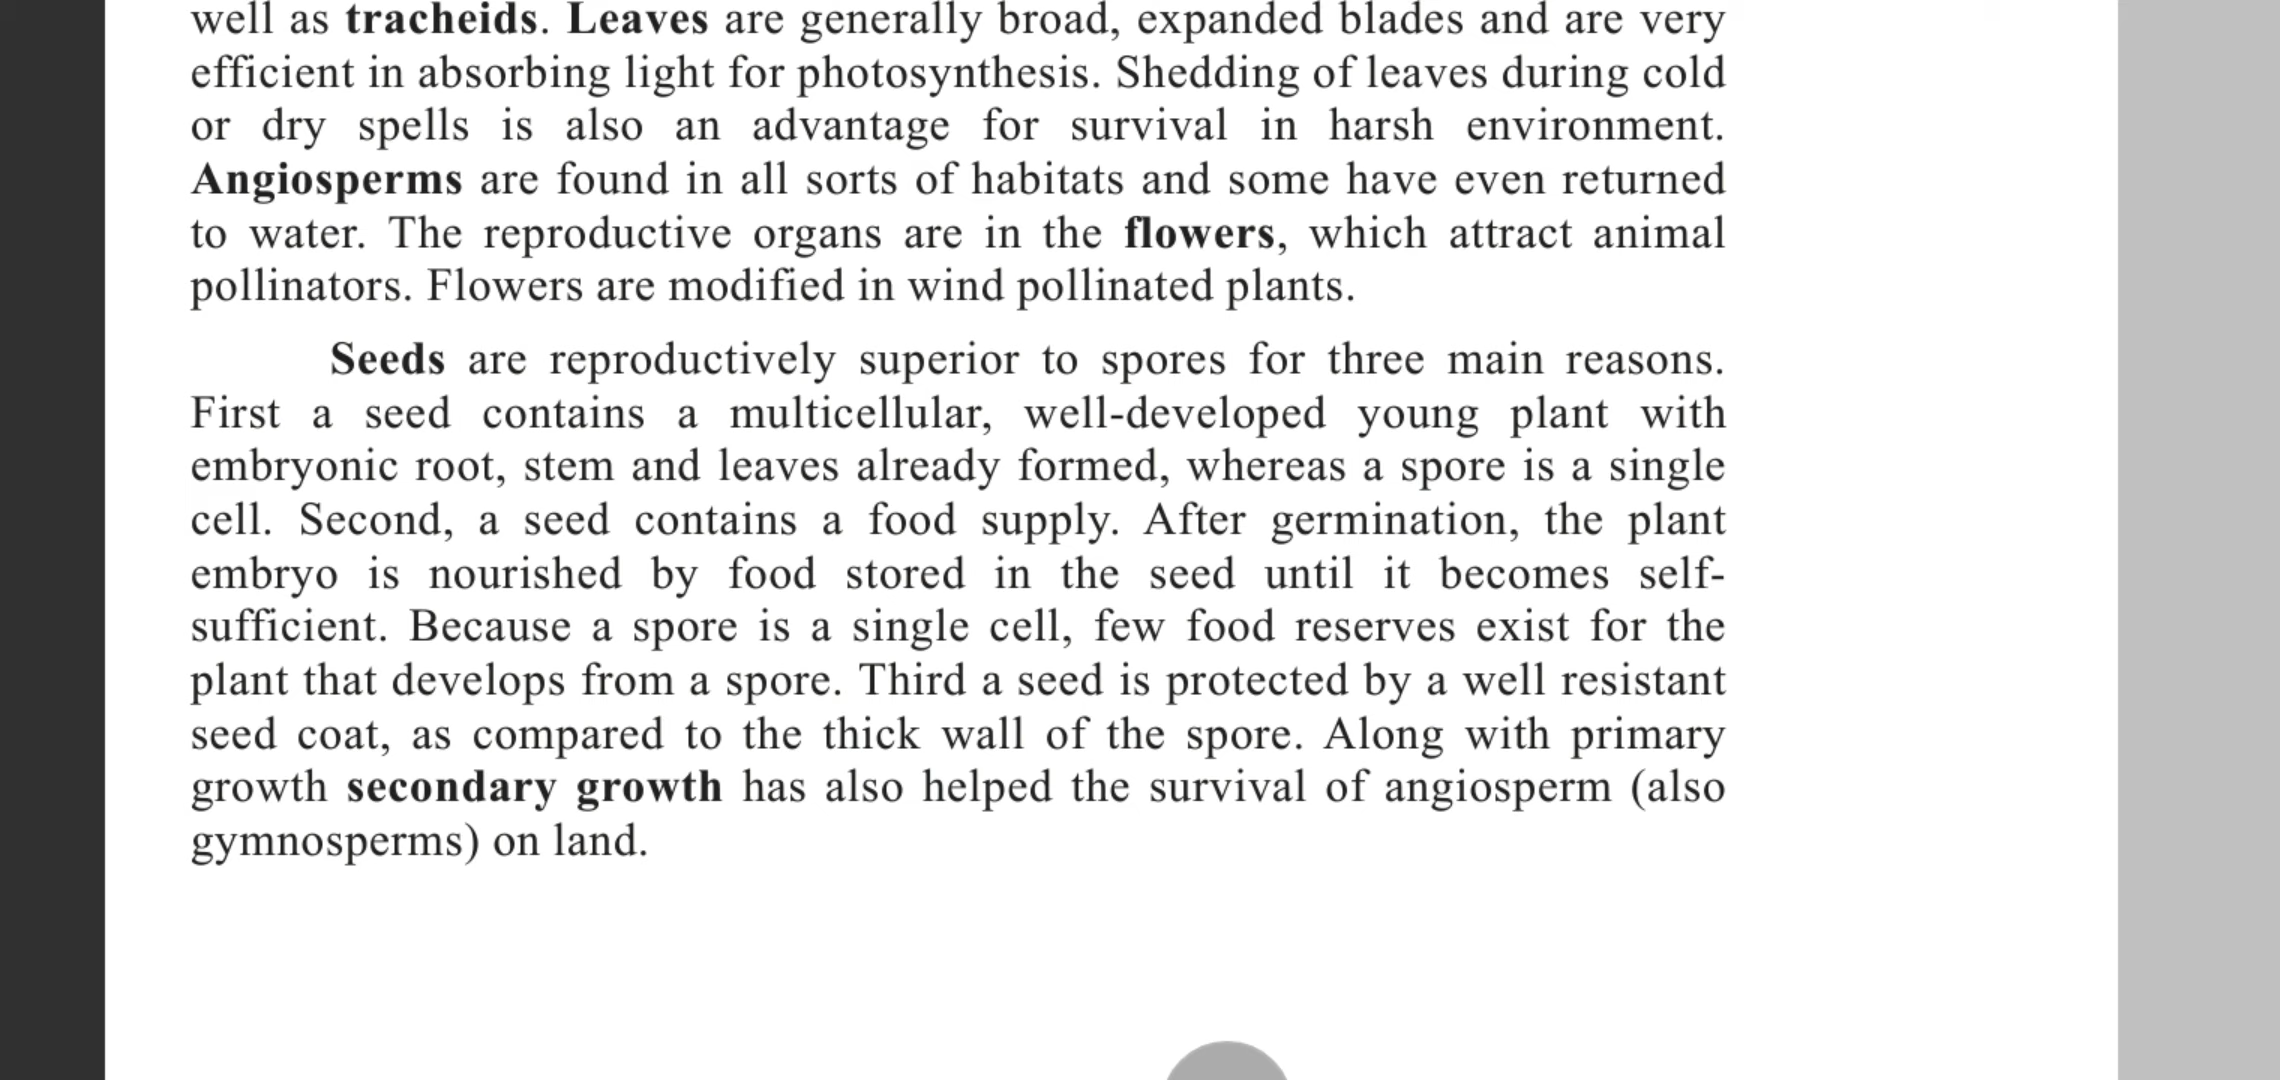 well as tracheids. Leaves are generally broad, expanded blades and are very
efficient in absorbing light for photosynthesis. Shedding of leaves during cold
or dry spells is also an advantage for survival in harsh environment.
Angiosperms are found in all sorts of habitats and some have even returned
to water. The reproductive organs are in the flowers, which attract animal
pollinators. Flowers are modified in wind pollinated plants.
Seeds are reproductively superior to spores for three main reasons.
First a seed contains a multicellular, well-developed young plant with
embryonic root, stem and leaves already formed, whereas a spore is a single
cell. Second, a seed contains a food supply. After germination, the plant
embryo is nourished by food stored in the seed until it becomes self-
sufficient. Because a spore is a single cell, few food reserves exist for the
plant that develops from a spore. Third a seed is protected by a well resistant
seed coat, as compared to the thick wall of the spore. Along with primary
growth secondary growth has also helped the survival of angiosperm (also
gymnosperms) on land.